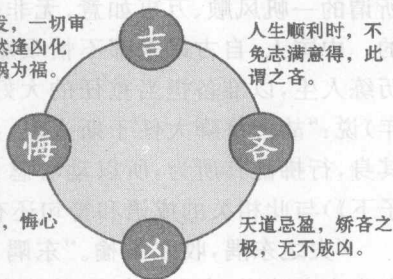 发，一切审
然逢凶化
祸为福。
吉
人生顺利时，不
免志满意得，此
谓之吝。
悔
吝
，悔心
凶
天道忌盈，矫吝之
极，无不成凶。